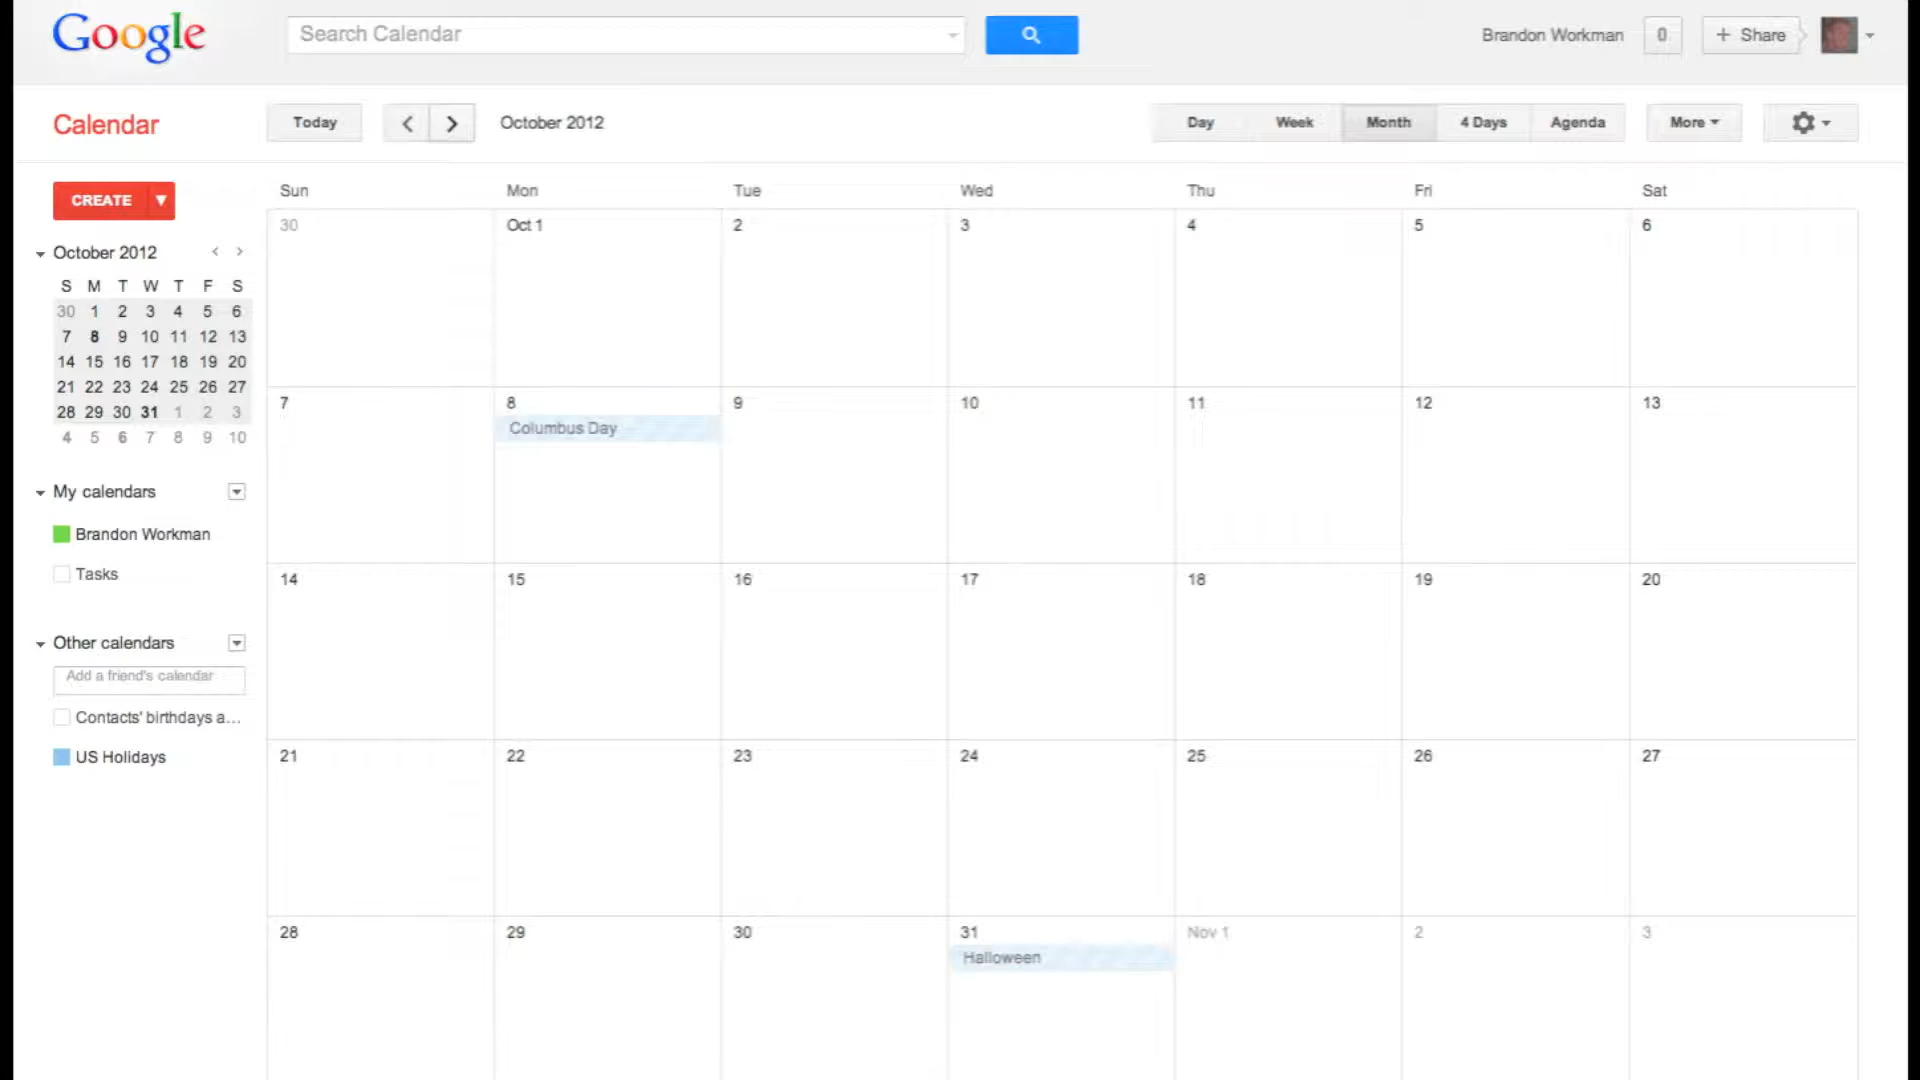 Google
Search Calendar
Brandon Workman
0
+ Share
Calendar
Today
October 2012
Day
Week
Month
4 Days
Agenda
More
CREATE
October 2012
S M T W T F S
30 1 2 3 4 5 6
7 8 9 10 11 12 13
14 15 16 17 18 19 20
21 22 23 24 25 26 27
28 29 30 31 1 2 3
4 5 6 7 8 9 10
My calendars
Brandon Workman
Tasks
Other calendars
Add a friend's calendar
Contacts' birthdays a...
US Holidays
Sun Mon Tue Wed Thu Fri Sat
30 Oct 1 2 3 4 5 6
7 8 9 10 11 12 13
Columbus Day
14 15 16 17 18 19 20
21 22 23 24 25 26 27
28 29 30 31 Nov 1 2 3
Halloween